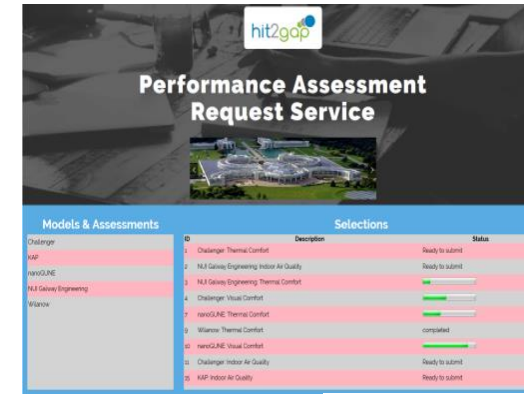 hit2gap
Performance Assessment
Request Service
Models & Assessments
Challenger
KAP
nanoGUNE
NUI Galway Engineering
Wilanow
Selections
ID Description Status
1 Challenger Thermal Comfort Ready to submit
2 NUI Galway Engineering Indoor Air Quality Ready to submit
3 NUI Galway Engineering Thermal Comfort
4 Challenger Visual Comfort
7 nanoGUNE Thermal Comfort
9 Wilanow Thermal Comfort completed
10 nanoGUNE Visual Comfort
11 Challenger Indoor Air Quality Ready to submit
15 KAP Indoor Air Quality Ready to submit